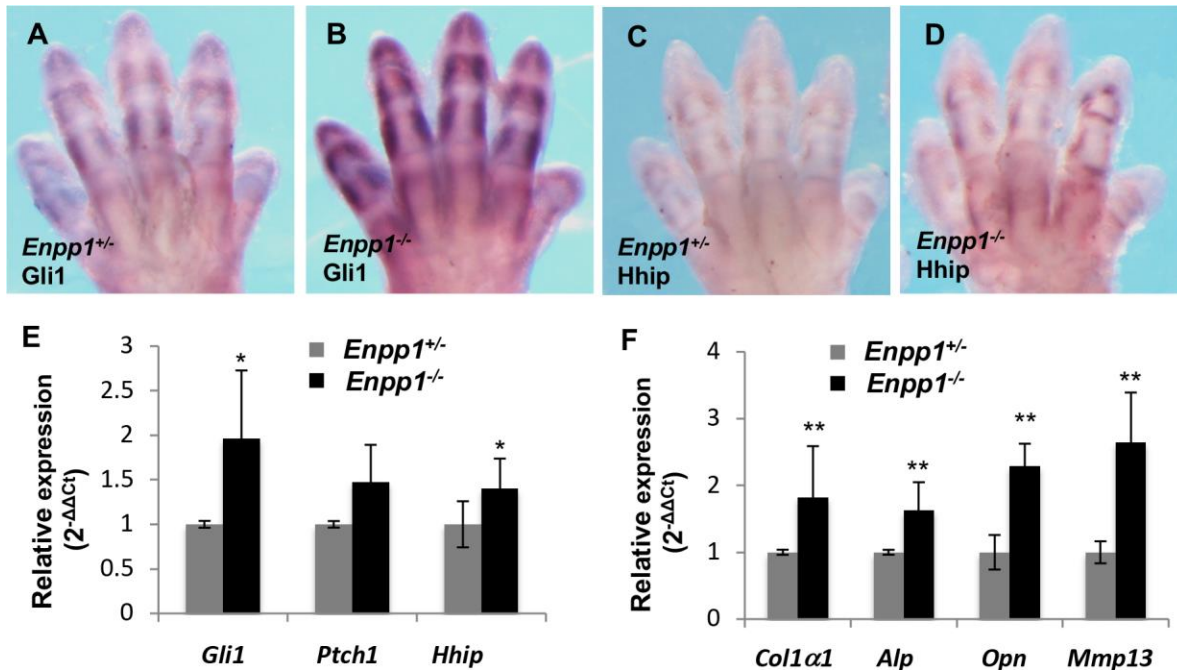 A
Enpp1+/-
Gli1
B
Enpp1-/-
Gli1
C
Enpp1+/-
Hhip
D
Enpp1-/-
Hhip
E
Enpp1+/-
Enpp1-/-
Relative expression
(2-ΔΔCt)
3
2.5
2
1.5
1
0.5
0
*
*
Gli1 Ptch1 Hhip
F
Enpp1+/-
Enpp1-/-
Relative expression
(2-ΔΔCt)
4
3
2
1
0
**
**
**
**
Col1α1 Alp Opn Mmp13